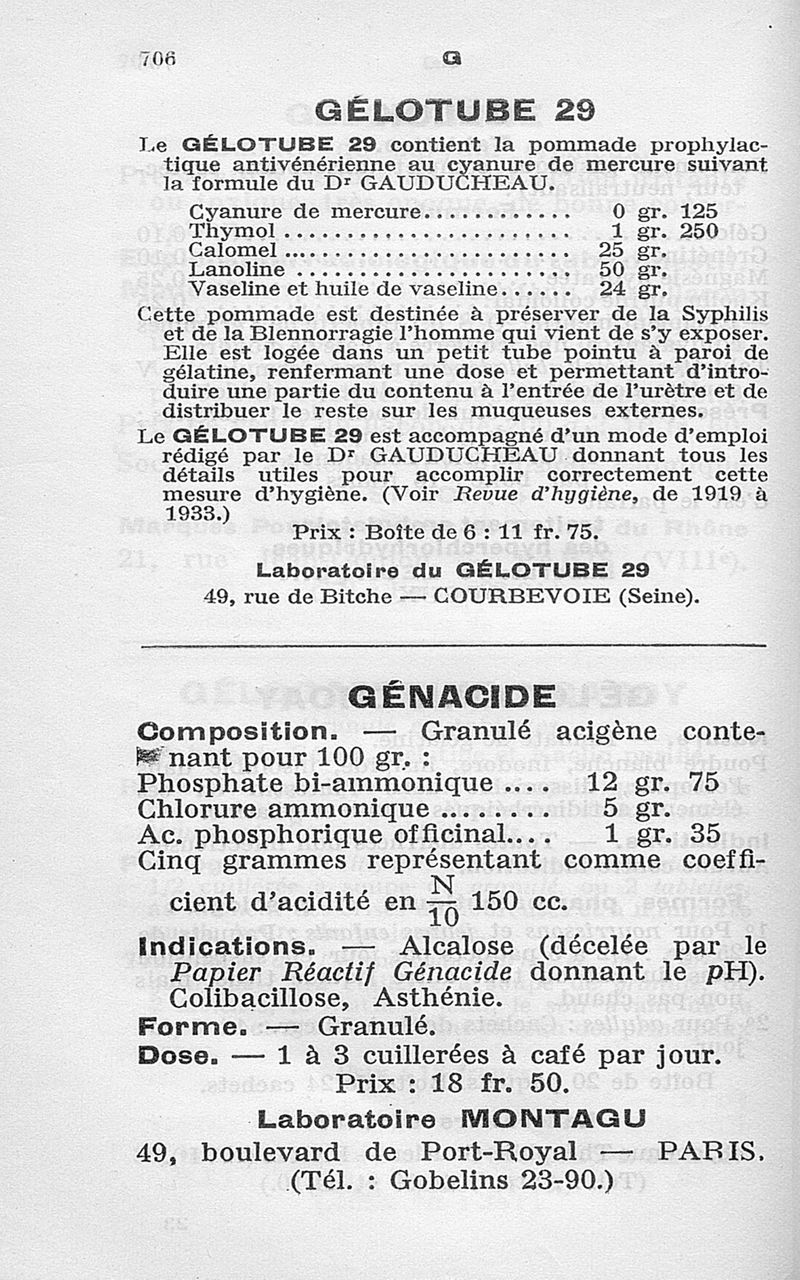 706
G
GÉLOTUBE 29
Le GÉLOTUBE 29 contient la pommade prophylac-
tique antivénérienne au cyanure de mercure suivant
la formule du Dr GAUDUCHEAU.
Cyanure de mercure............ 0 gr. 125
Thymol ........................ 1 gr. 250
Calomel ........................ 25 gr.
Lanoline ....................... 50 gr.
Vaseline et huile de vaseline...... 24 gr.
Cette pommade est destinée à préserver de la Syphilis
et de la Blennorragie l'homme qui vient de s'y exposer.
Elle est logée dans un petit tube pointu à paroi de
gélatine, renfermant une dose et permettant d'intro-
duire une partie du contenu à l'entrée de l'urètre et de
distribuer le reste sur les muqueuses externes.
Le GÉLOTUBE 29 est accompagné d'un mode d'emploi
rédigé par le Dr GAUDUCHEAU donnant tous les
détails utiles pour accomplir correctement cette
mesure d'hygiène. (Voir Revue d'hygiène, de 1919 à
1933.)
Prix : Boîte de 6 : 11 fr. 75.
Laboratoire du GÉLOTUBE 29
49, rue de Bitche — COURBEVOIE (Seine).
GÉNACIDE
Composition. — Granulé acigène conte-
nant pour 100 gr. :
Phosphate bi-ammonique .... 12 gr. 75
Chlorure ammonique ........ 5 gr.
Ac. phosphorique officinal.... 1 gr. 35
Cinq grammes représentant comme coeffi-
cient d'acidité en N/10 150 cc.
Indications. — Alcalose (décelée par le
Papier Réactif Génacide donnant le pH).
Colibacillose, Asthénie.
Forme. — Granulé.
Dose. — 1 à 3 cuillerées à café par jour.
Prix : 18 fr. 50.
Laboratoire MONTAGU
49, boulevard de Port-Royal — PARIS.
(Tél. : Gobelins 23-90.)